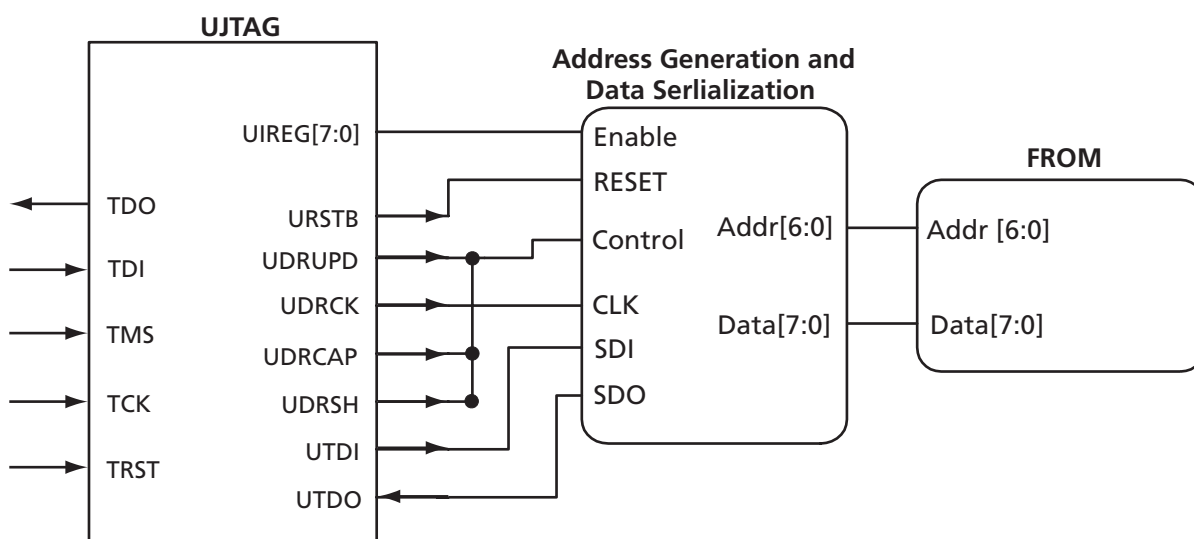 UJTAG
Address Generation and
Data Serlialization
FROM
UIREG[7:0]
URSTB
UDRUPD
UDRCK
UDRCAP
UDRSH
UTDI
UTDO
TDO
TDI
TMS
TCK
TRST
Enable
RESET
Control
CLK
SDI
SDO
Addr[6:0]
Data[7:0]
Addr [6:0]
Data[7:0]